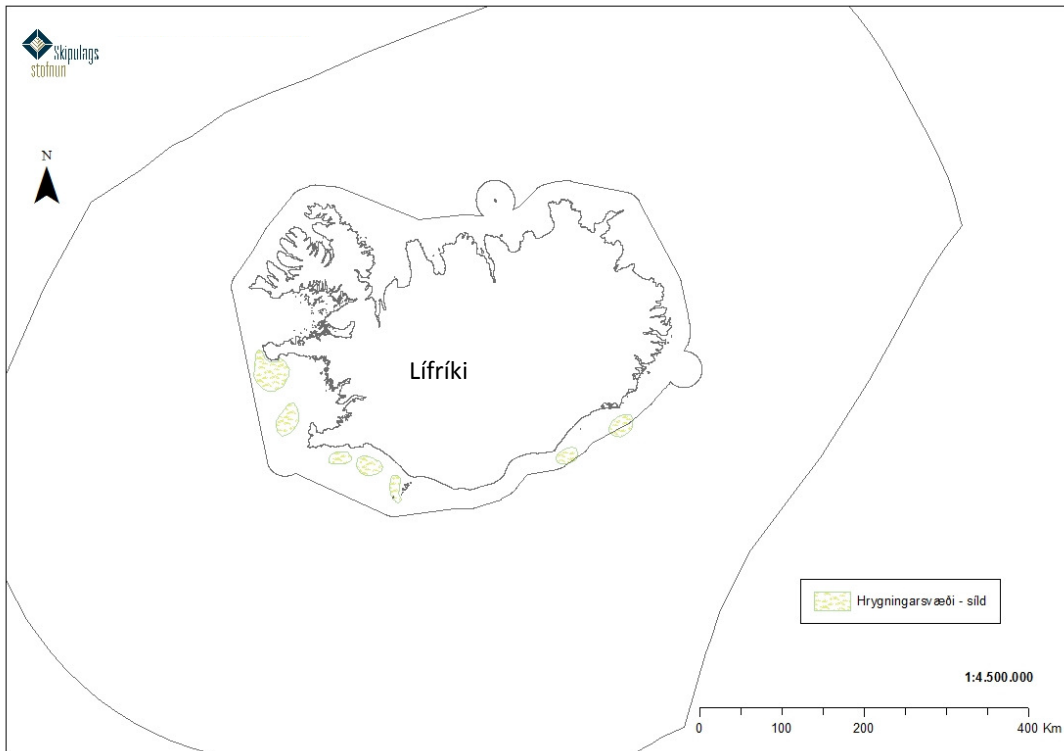 Skipulags
stofnun
N
Lífríki
Hrygningarsvæði - síld
1:4.500.000
0 100 200 400 Km